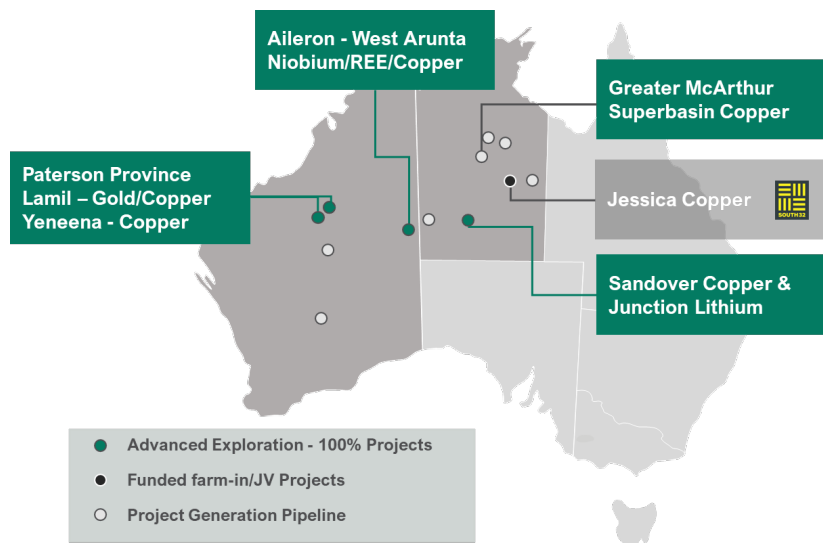 Aileron - West Arunta
Niobium/REE/Copper
Greater McArthur
Superbasin Copper
Paterson Province
Lamil – Gold/Copper
Yeneena - Copper
Jessica Copper
SOUTH32
Sandover Copper &
Junction Lithium
Advanced Exploration - 100% Projects
Funded farm-in/JV Projects
Project Generation Pipeline